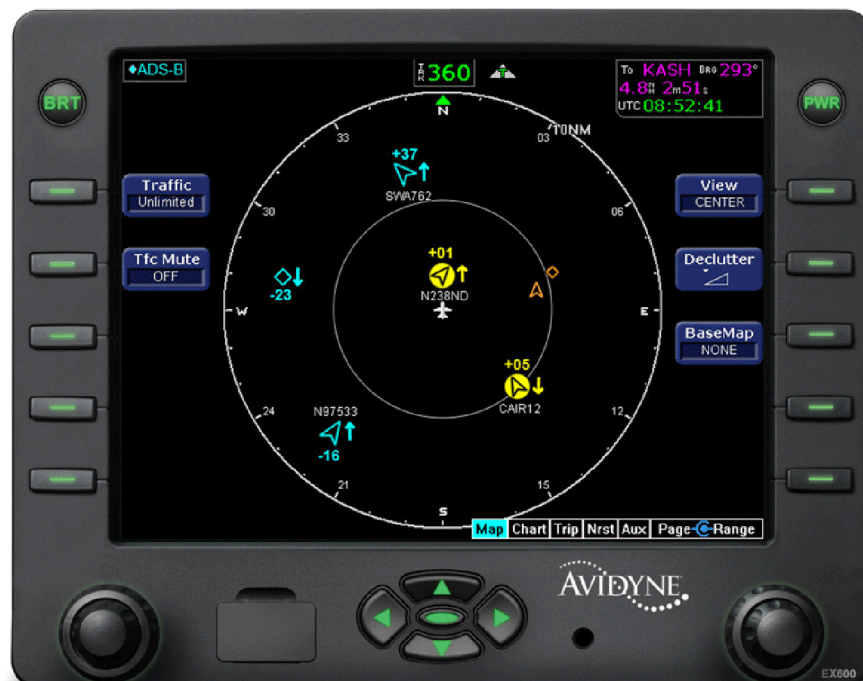 ADS-B
TRK 360
To KASH BRG 293°
4.8NM 2M51s
UTC 08:52:41
BRT
PWR
N
03
10NM
33
+37
SWA762
Traffic
Unlimited
View
CENTER
30
06
+01
N238ND
Tfc Mute
OFF
Declutter
-23
W
E
BaseMap
NONE
+05
CAIR12
N97533
-16
24
12
21
15
S
Map Chart Trip Nrst Aux Page Range
AVIDYNE
EX600